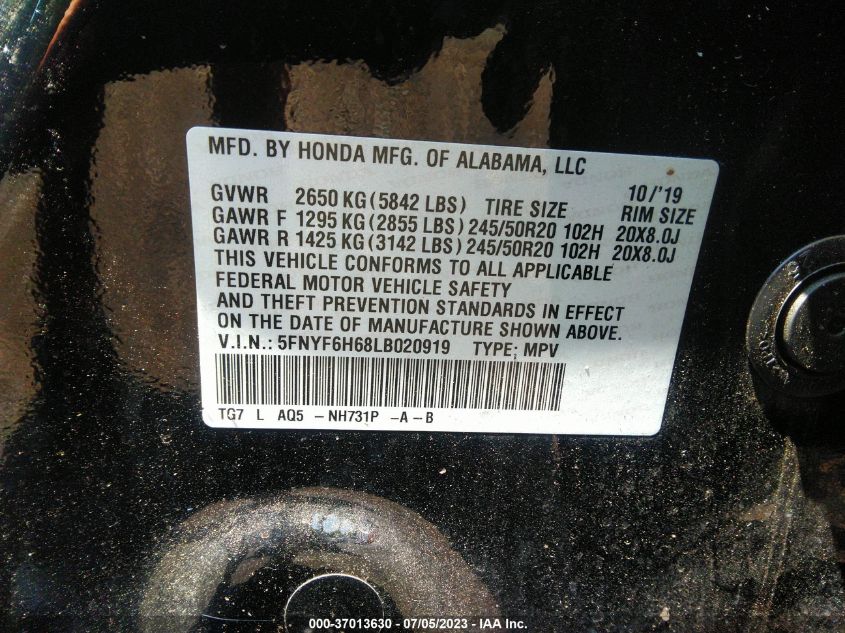 MFD. BY HONDA MFG. OF ALABAMA, LLC
10/'19
GVWR 2650 KG (5842 LBS) TIRE SIZE RIM SIZE
GAWR F 1295 KG (2855 LBS) 245/50R20 102H 20X8.0J
GAWR R 1425 KG (3142 LBS) 245/50R20 102H 20X8.0J
THIS VEHICLE CONFORMS TO ALL APPLICABLE
FEDERAL MOTOR VEHICLE SAFETY
AND THEFT PREVENTION STANDARDS IN EFFECT
ON THE DATE OF MANUFACTURE SHOWN ABOVE.
V.I.N.: 5FNYF6H68LB020919 TYPE; MPV
TG7 L AQ5 -NH731P -A-B
000-37013630 - 07/05/2023 - IAA Inc.